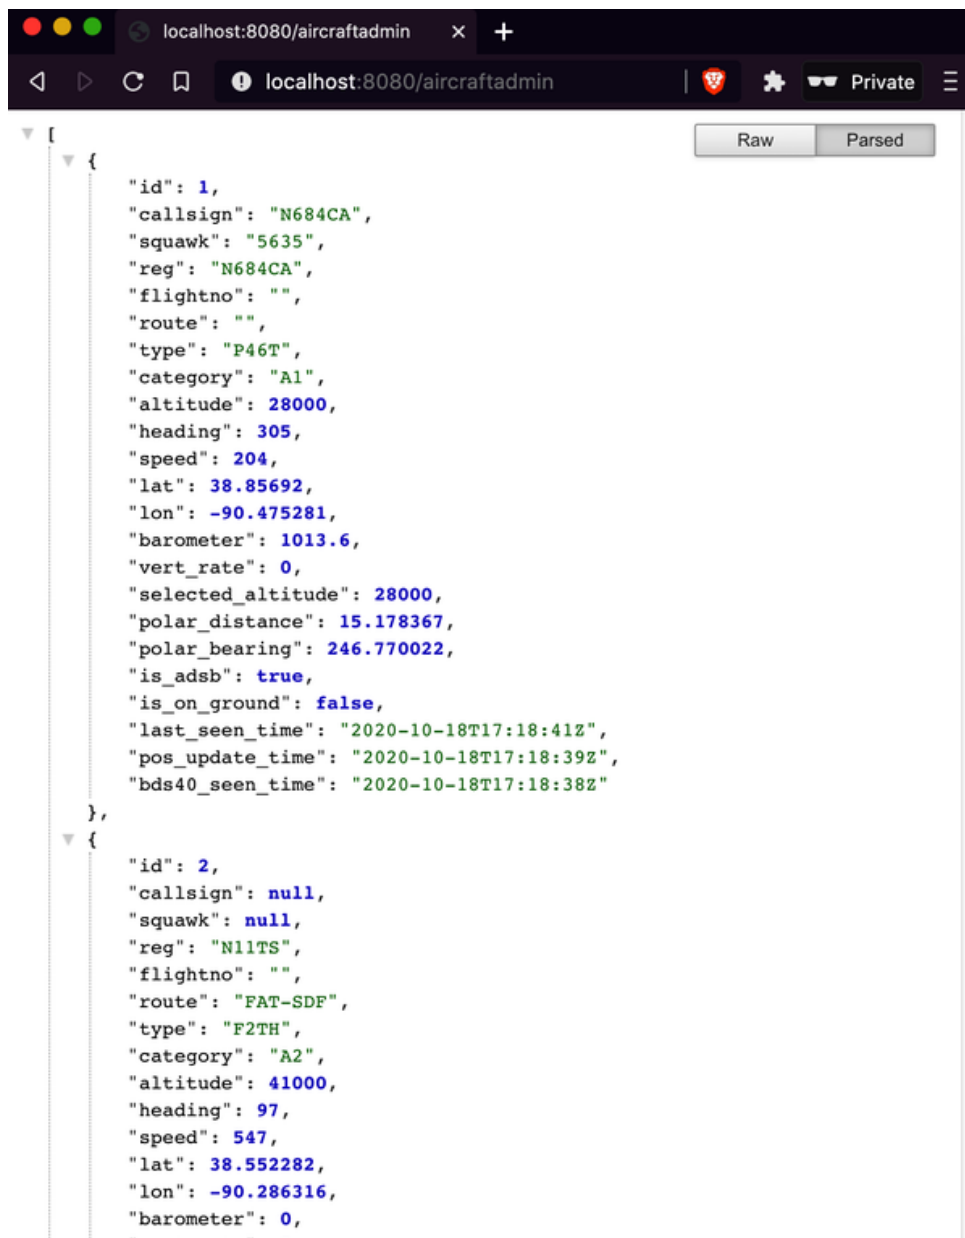 localhost:8080/aircraftadmin × +
localhost:8080/aircraftadmin Private
[
Raw Parsed
{
"id": 1,
"callsign": "N684CA",
"squawk": "5635",
"reg": "N684CA",
"flightno": "",
"route": "",
"type": "P46T",
"category": "A1",
"altitude": 28000,
"heading": 305,
"speed": 204,
"lat": 38.85692,
"lon": -90.475281,
"barometer": 1013.6,
"vert_rate": 0,
"selected_altitude": 28000,
"polar_distance": 15.178367,
"polar_bearing": 246.770022,
"is_adsb": true,
"is_on_ground": false,
"last_seen_time": "2020-10-18T17:18:41Z",
"pos_update_time": "2020-10-18T17:18:39Z",
"bds40_seen_time": "2020-10-18T17:18:38Z"
},
{
"id": 2,
"callsign": null,
"squawk": null,
"reg": "N11TS",
"flightno": "",
"route": "FAT-SDF",
"type": "F2TH",
"category": "A2",
"altitude": 41000,
"heading": 97,
"speed": 547,
"lat": 38.552282,
"lon": -90.286316,
"barometer": 0,